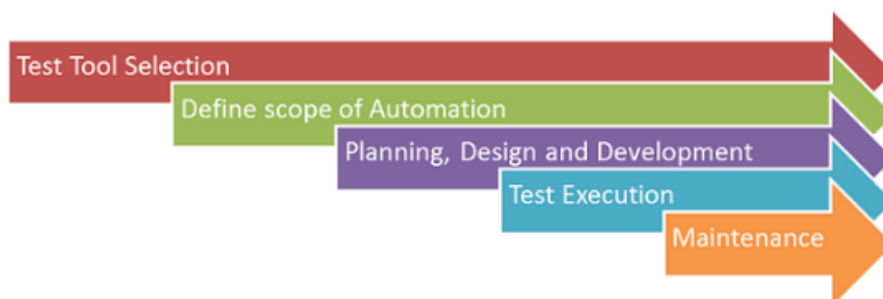 Test Tool Selection
Define scope of Automation
Planning, Design and Development
Test Execution
Maintenance